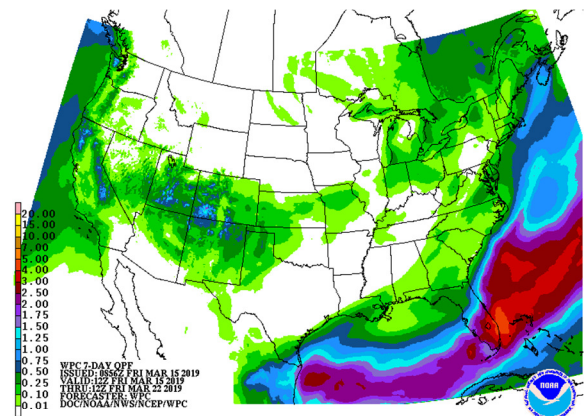 20.00
15.00
10.00
7.00
5.00
4.00
3.00
2.50
2.00
1.75
1.50
1.25
1.00
0.75
0.50
0.25
0.10
0.01
WPC 7-DAY QPF
ISSUED: 0856Z FRI MAR 15 2019
VALID:12Z FRI MAR 15 2019
THRU:12Z FRI MAR 22 2019
FORECASTER: WPC
DOC/NOAA/NWS/NCEP/WPC
NOAA